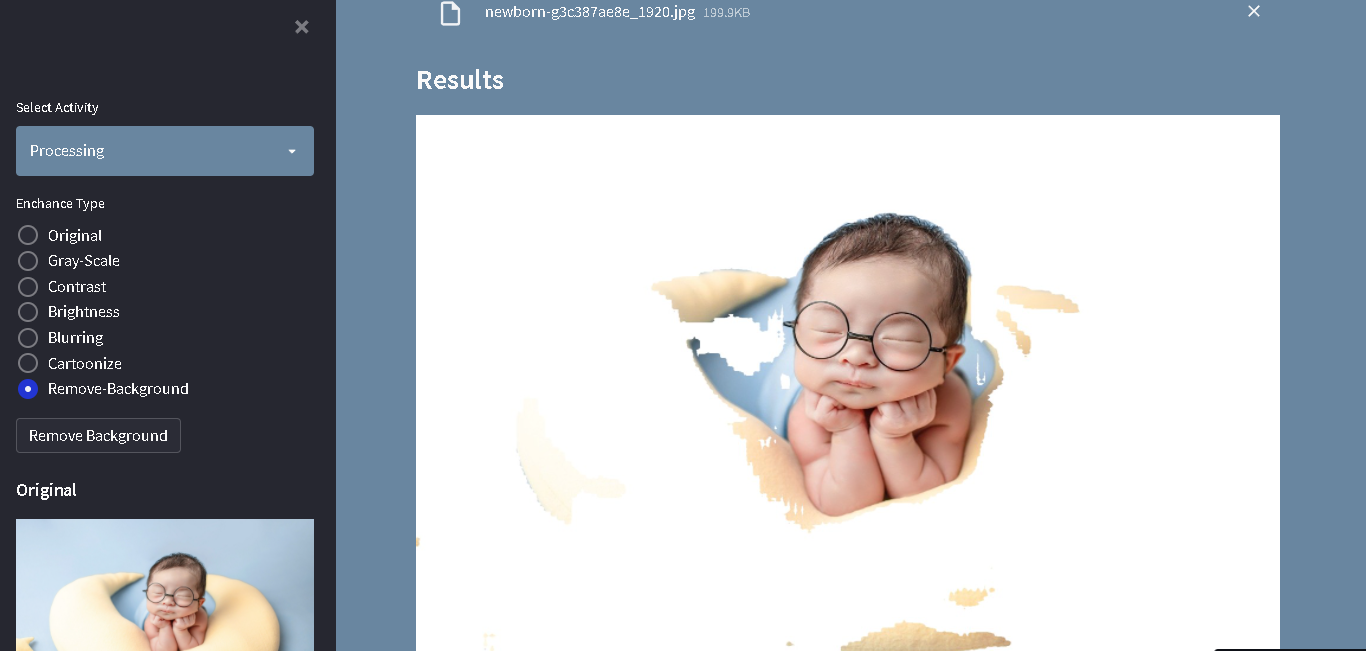 Select Activity
Processing
Enchance Type
Original
Gray-Scale
Contrast
Brightness
Blurring
Cartoonize
Remove-Background
Remove Background
Original
newborn-g3c387ae8e_1920.jpg 199.9KB
Results